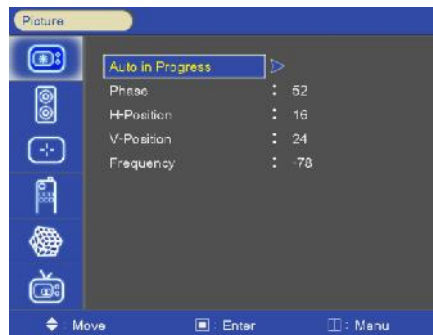 Picture
Auto in Progress
Phase : 52
H-Position : 16
V-Position : 24
Frequency : -78
: Move : Enter : Menu